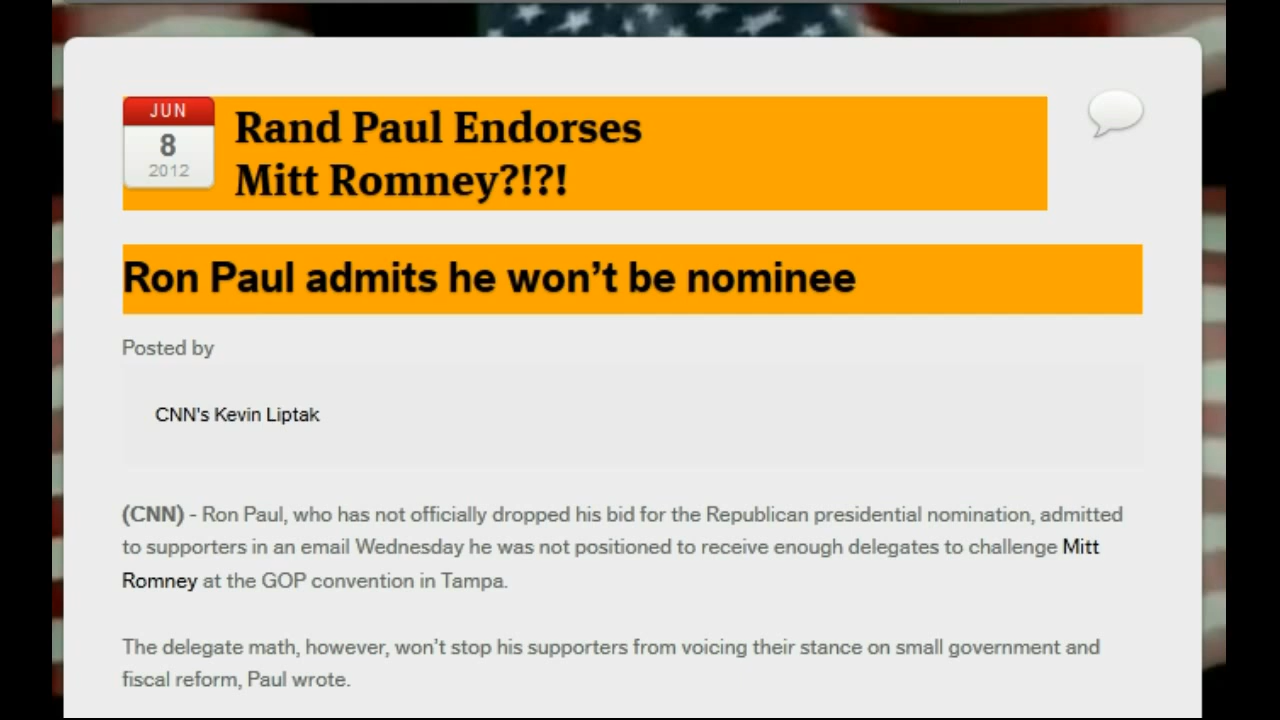 JUN
8
2012
Rand Paul Endorses
Mitt Romney?!?!
Ron Paul admits he won’t be nominee
Posted by
CNN's Kevin Liptak
(CNN) - Ron Paul, who has not officially dropped his bid for the Republican presidential nomination, admitted
to supporters in an email Wednesday he was not positioned to receive enough delegates to challenge Mitt
Romney at the GOP convention in Tampa.
The delegate math, however, won’t stop his supporters from voicing their stance on small government and
fiscal reform, Paul wrote.